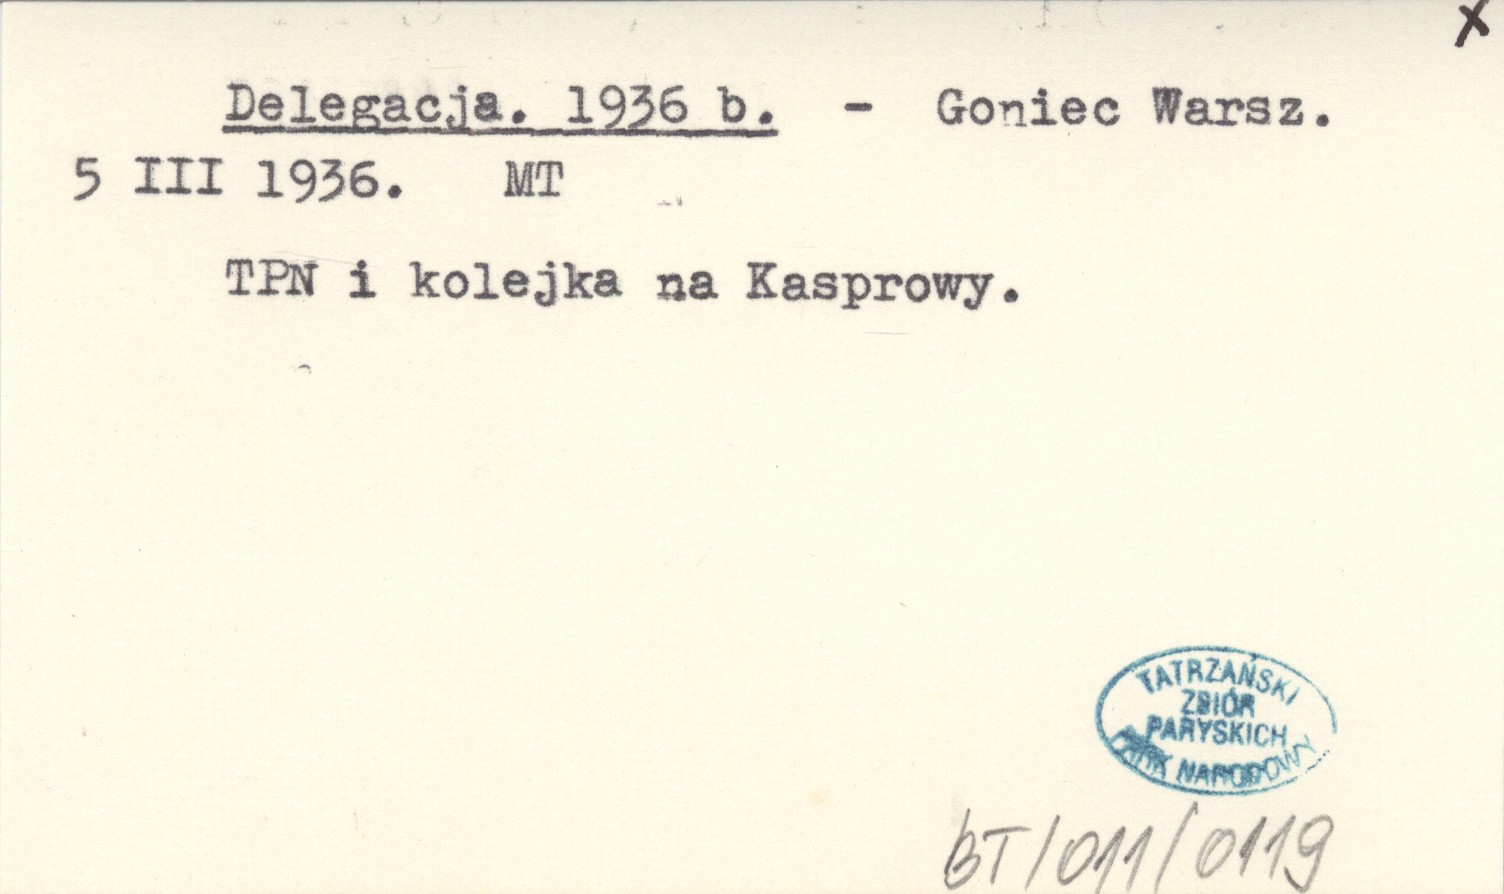 x
Delegacja. 1936 b. - Goniec Warsz.
5 III 1936. MT
TPN i kolejka na Kasprowy.
TATRZAŃSKI
ZBIÓR
PARYSKICH
PARK NARODOWY
BT/011/0119